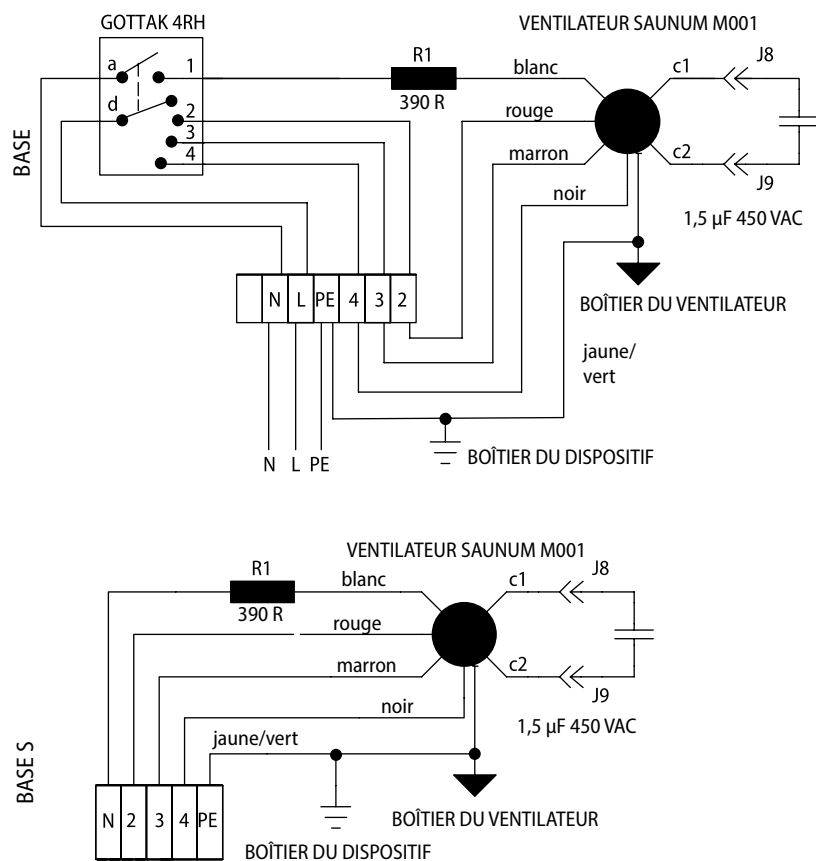 GOTTAK 4RH
VENTILATEUR SAUNUM M001
a
1
R1
390 R
blanc
c1
J8
d
2
rouge
3
marron
4
c2
J9
noir
1,5 µF 450 VAC
BASE
N L PE 4 3 2
BOÎTIER DU VENTILATEUR
jaune/
vert
N L PE
BOÎTIER DU DISPOSITIF
VENTILATEUR SAUNUM M001
R1
390 R
blanc
c1
J8
rouge
marron
c2
J9
noir
1,5 µF 450 VAC
jaune/vert
BASE S
N 2 3 4 PE
BOÎTIER DU VENTILATEUR
BOÎTIER DU DISPOSITIF